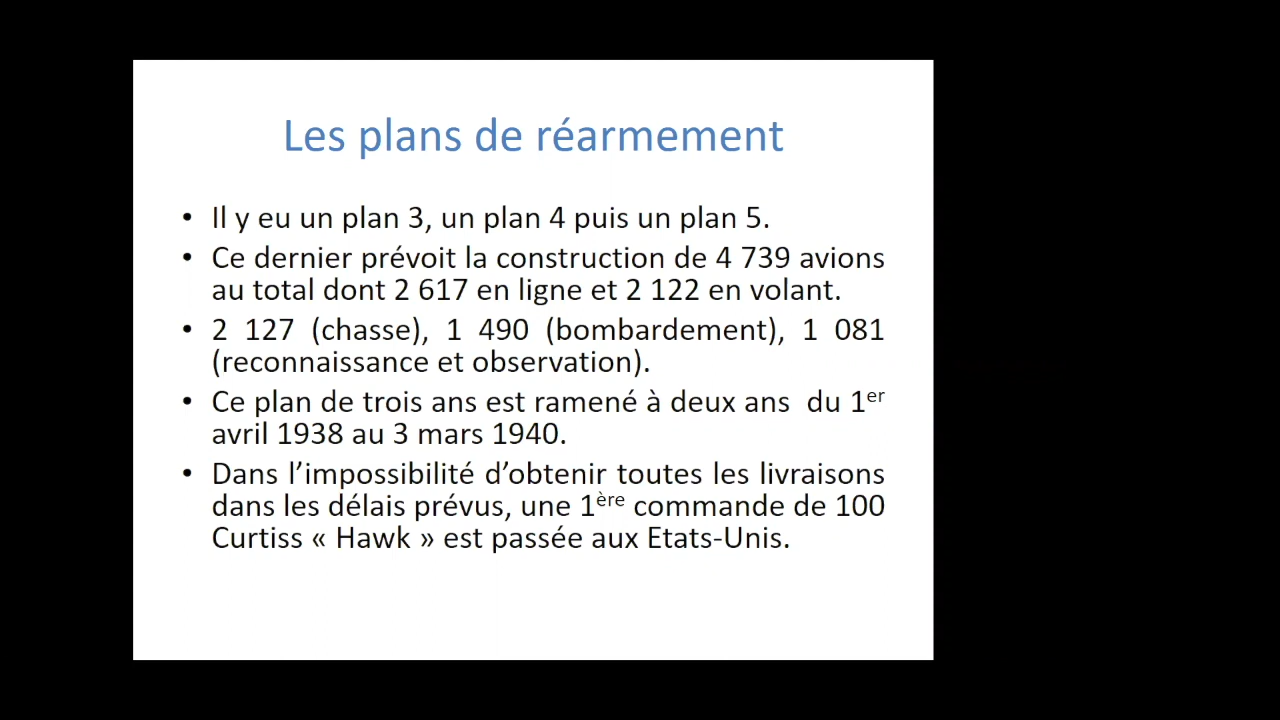 Les plans de réarmement
• Il y eu un plan 3, un plan 4 puis un plan 5.
• Ce dernier prévoit la construction de 4 739 avions
au total dont 2 617 en ligne et 2 122 en volant.
• 2 127 (chasse), 1 490 (bombardement), 1 081
(reconnaissance et observation).
• Ce plan de trois ans est ramené à deux ans du 1er
avril 1938 au 3 mars 1940.
• Dans l’impossibilité d’obtenir toutes les livraisons
dans les délais prévus, une 1ère commande de 100
Curtiss « Hawk » est passée aux Etats-Unis.